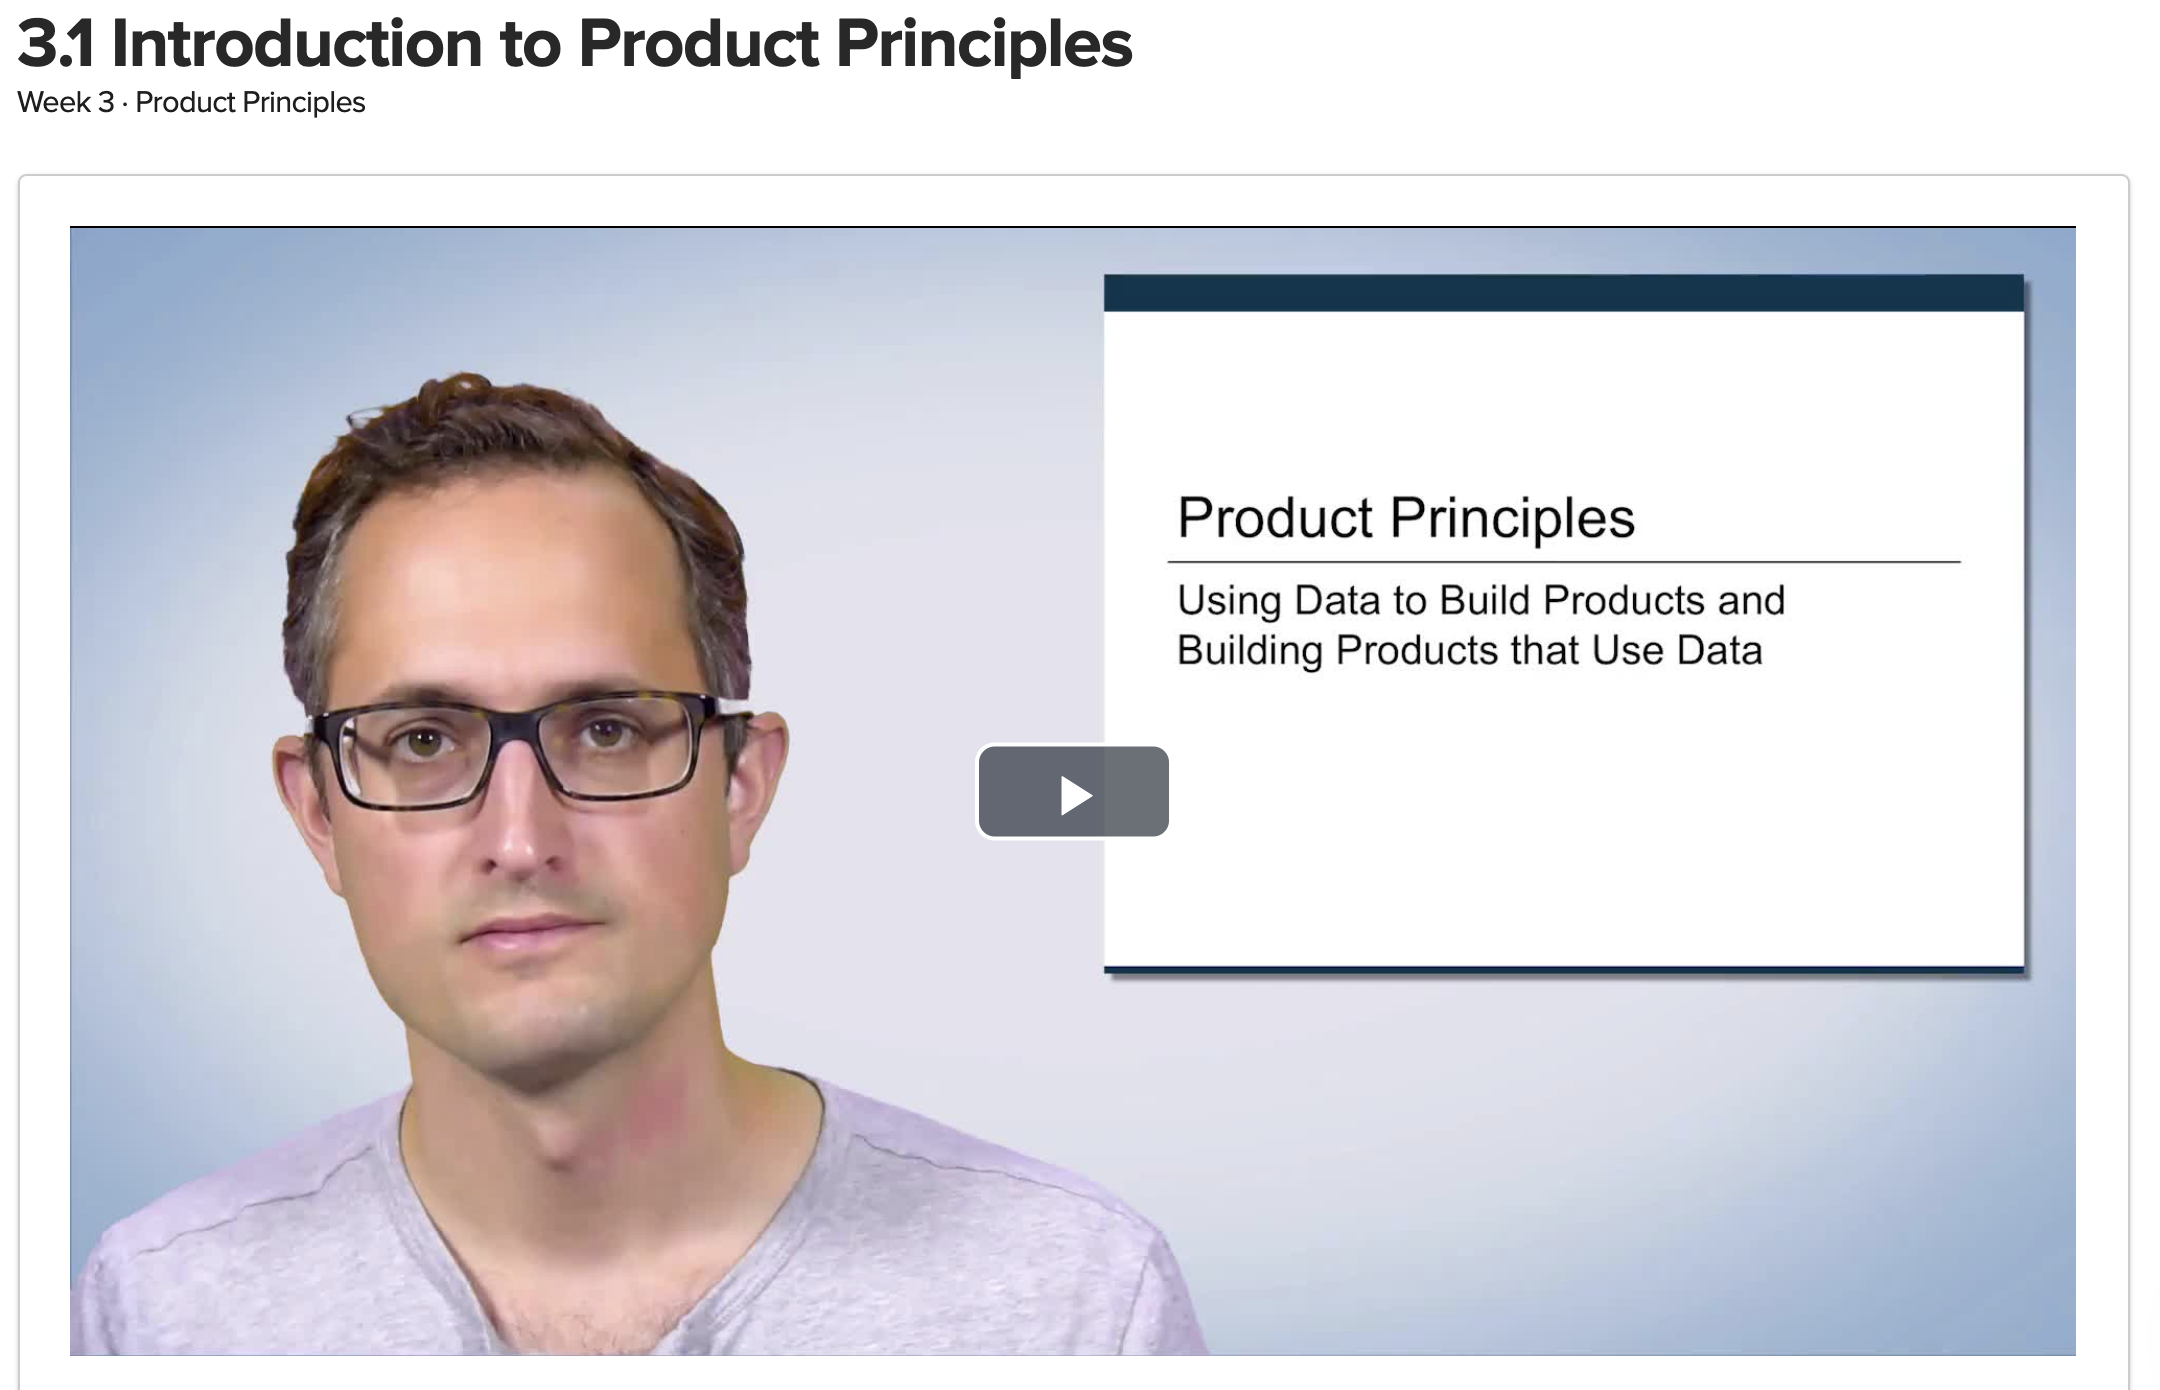 3.1 Introduction to Product Principles
Week 3 · Product Principles
Product Principles
Using Data to Build Products and
Building Products that Use Data